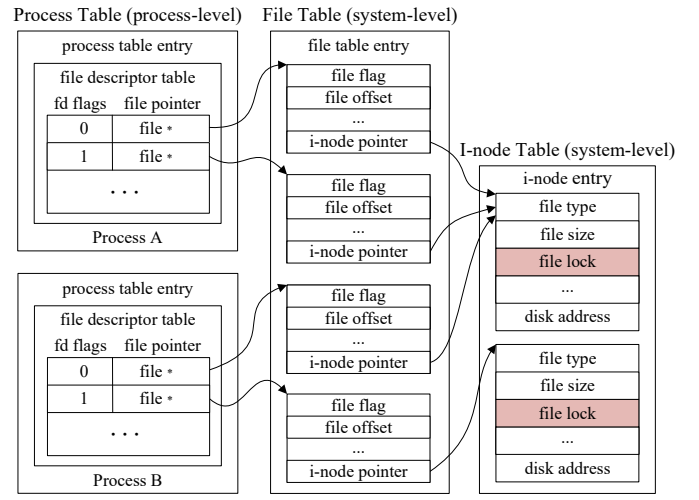 Process Table (process-level)
process table entry
file descriptor table
fd flags file pointer
0 file *
1 file *
...
Process A
process table entry
file descriptor table
fd flags file pointer
0 file *
1 file *
...
Process B
File Table (system-level)
file table entry
file flag
file offset
...
i-node pointer
file flag
file offset
...
i-node pointer
file flag
file offset
...
i-node pointer
file flag
file offset
...
i-node pointer
I-node Table (system-level)
i-node entry
file type
file size
file lock
...
disk address
file type
file size
file lock
...
disk address